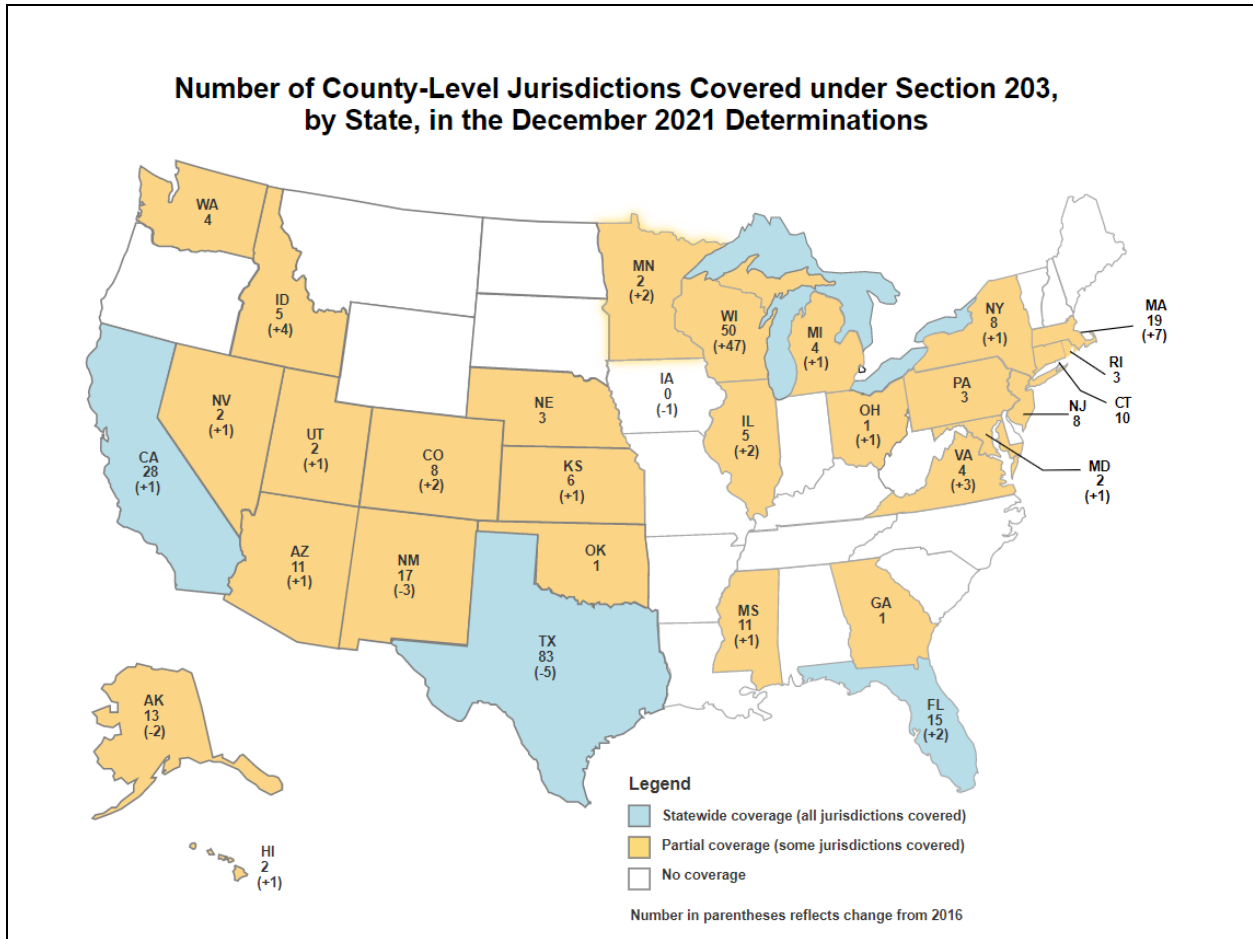 Number of County-Level Jurisdictions Covered under Section 203,
by State, in the December 2021 Determinations
WA
4
ID
5
(+4)
MN
2
(+2)
WI
50
(+47)
MI
4
(+1)
NY
8
(+1)
MA
19
(+7)
RI
3
CT
10
NJ
8
PA
3
MD
2
(+1)
IA
0
(-1)
NE
3
NV
2
(+1)
UT
2
(+1)
CO
8
(+2)
KS
6
(+1)
IL
5
(+2)
OH
1
(+1)
VA
4
(+3)
CA
28
(+1)
AZ
11
(+1)
NM
17
(-3)
OK
1
TX
83
(-5)
MS
11
(+1)
GA
1
FL
15
(+2)
AK
13
(-2)
HI
2
(+1)
Legend
Statewide coverage (all jurisdictions covered)
Partial coverage (some jurisdictions covered)
No coverage
Number in parentheses reflects change from 2016